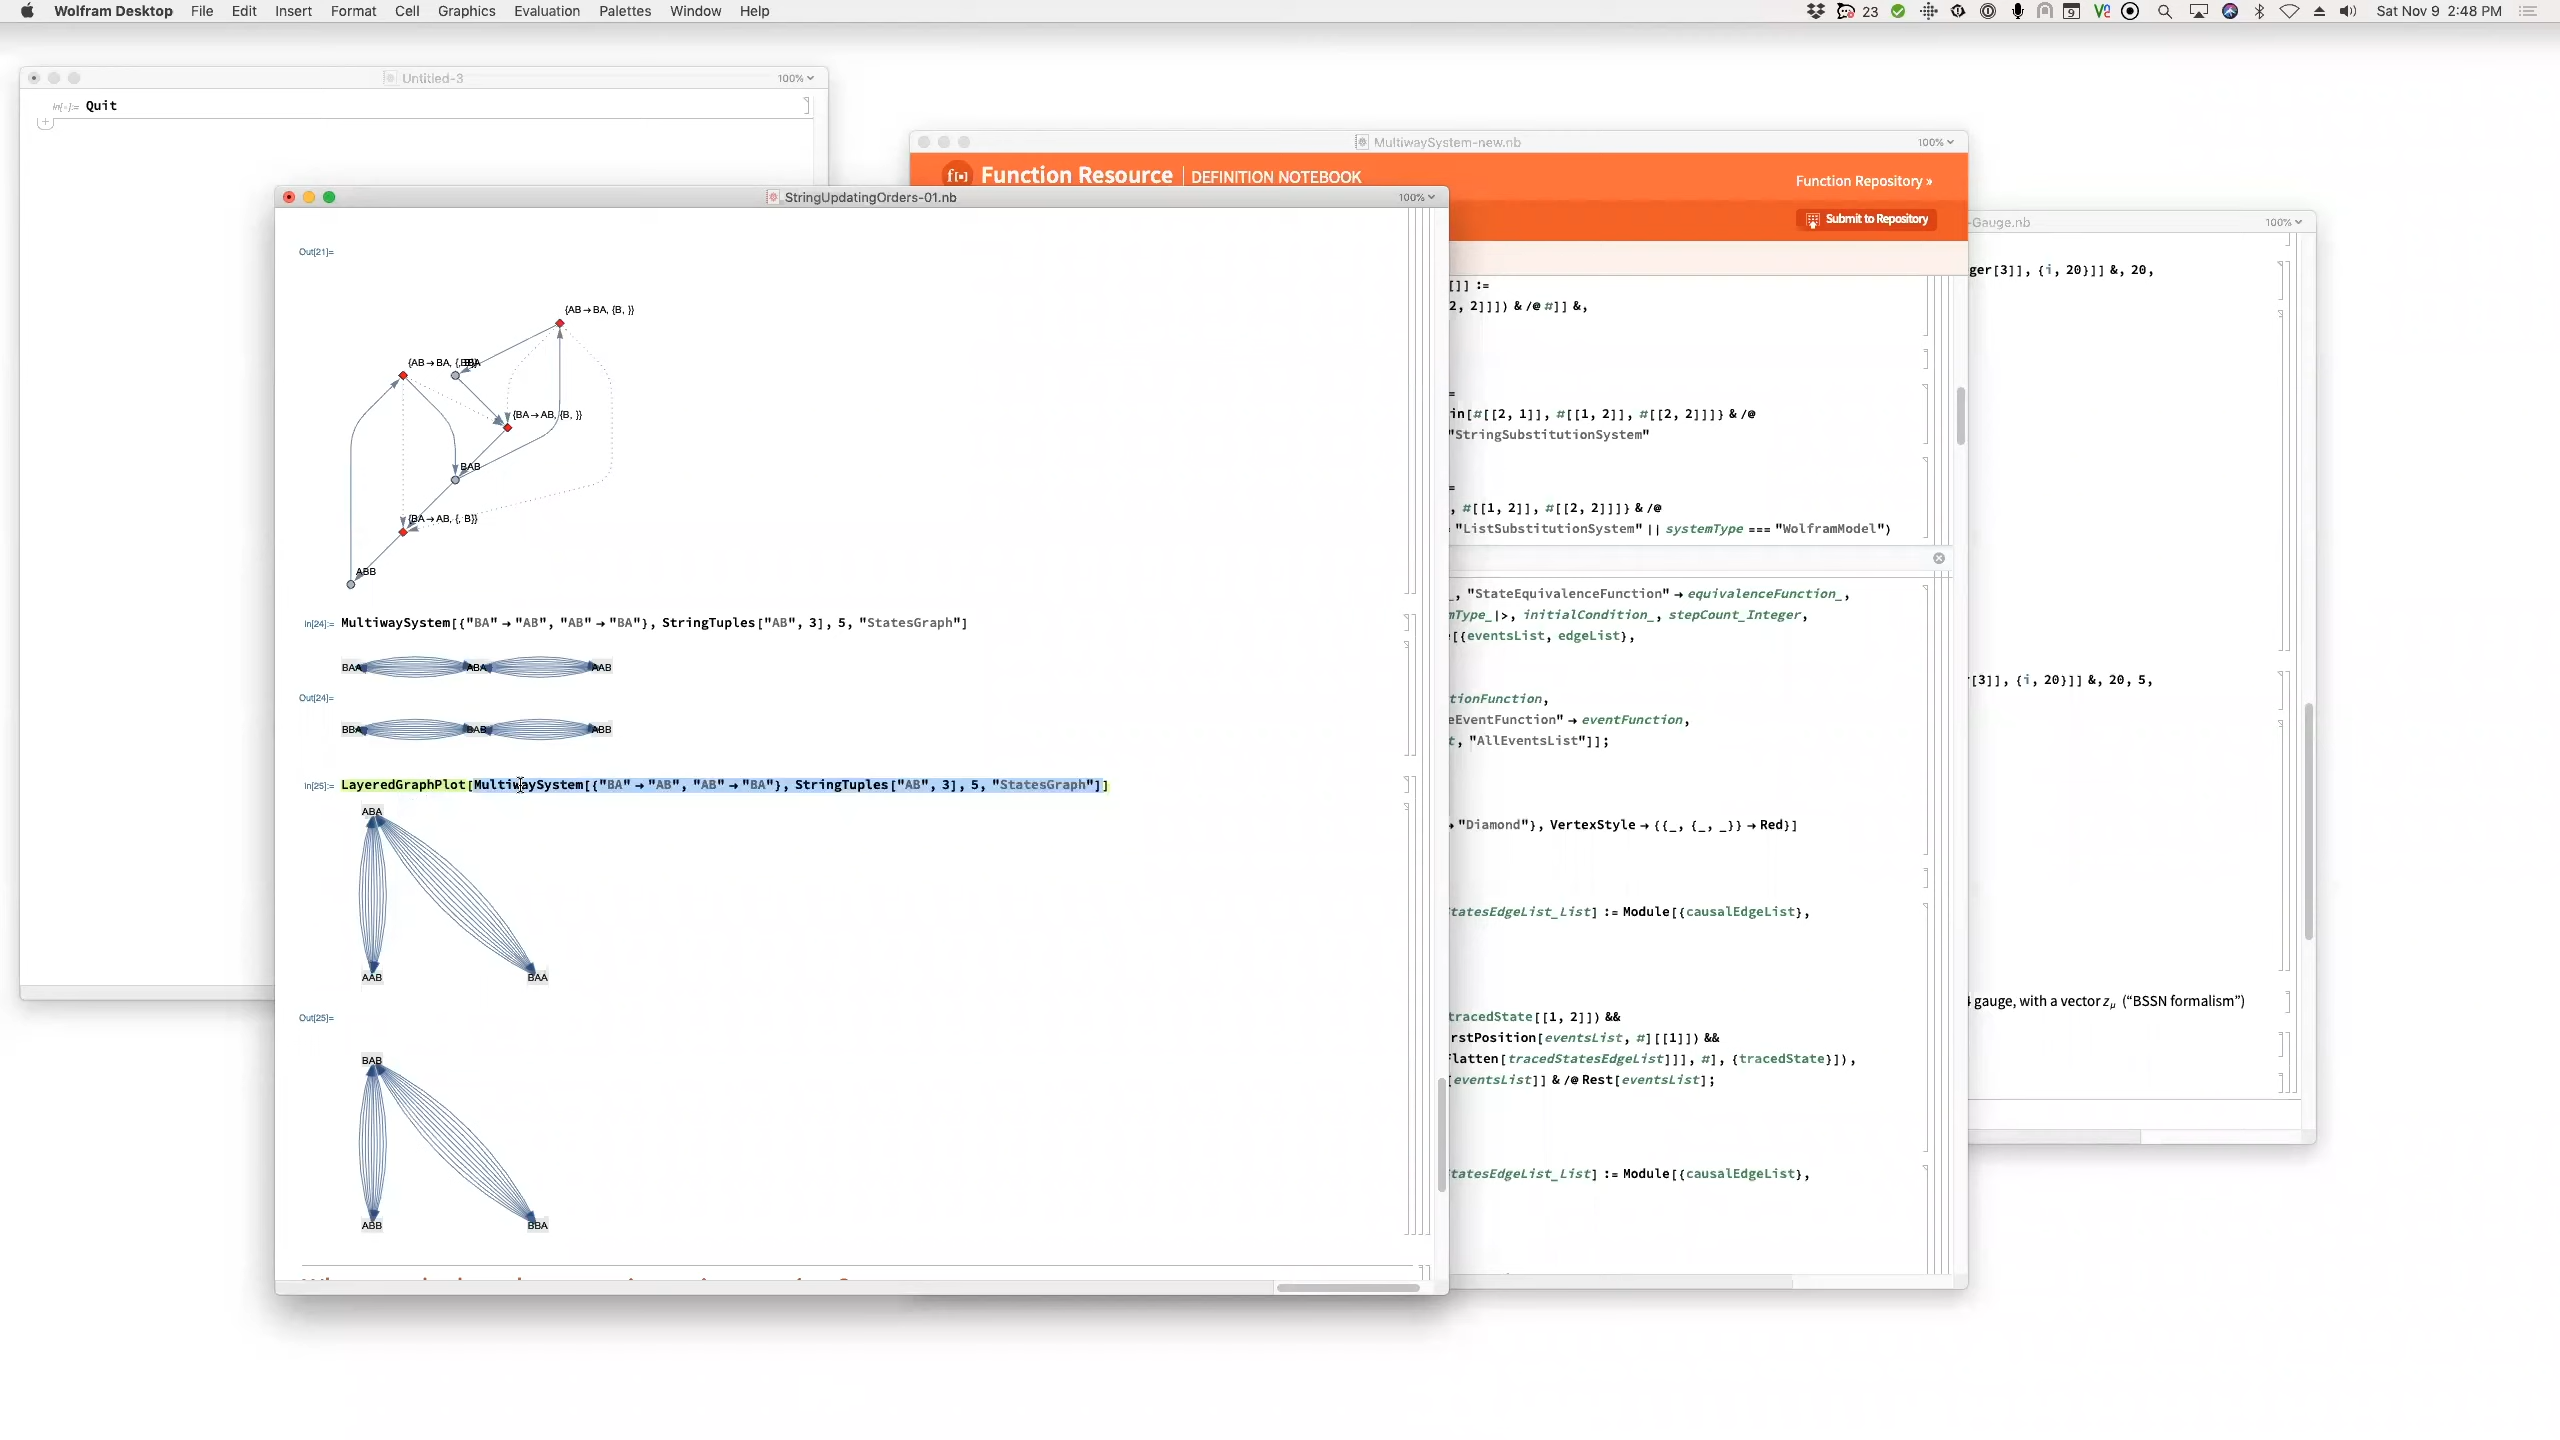 Wolfram Desktop File Edit Insert Format Cell Graphics Evaluation Palettes Window Help
23
9
Sat Nov 9 2:48 PM
Untitled-3
100%
In[◦]:= Quit
MultiwaySystem-new.nb
100%
Function Resource | DEFINITION NOTEBOOK
Function Repository »
Submit to Repository
StringUpdatingOrders-01.nb
100%
Out[21]=
{AB→BA, {B, }}
{AB→BA, {,
{BA→AB, {B, }}
BAB
{BA→AB, {, B}}
ABB
In[24]:= MultiwaySystem[{"BA" → "AB", "AB" → "BA"}, StringTuples["AB", 3], 5, "StatesGraph"]
BAA ABA AAB
Out[24]=
BBA BAB ABB
In[25]:= LayeredGraphPlot[MultiwaySystem[{"BA" → "AB", "AB" → "BA"}, StringTuples["AB", 3], 5, "StatesGraph"]]
ABA
AAB BAA
Out[25]=
BAB
ABB BBA
[]] :=
2, 2]]]) & /@ #]] &,
=
in[#[[2, 1]], #[[1, 2]], #[[2, 2]]]} & /@
"StringSubstitutionSystem"
=
, #[[1, 2]], #[[2, 2]]]} & /@
"ListSubstitutionSystem" || systemType === "WolframModel")
, "StateEquivalenceFunction" → equivalenceFunction_,
mType_|>, initialCondition_, stepCount_Integer,
[{eventsList, edgeList},
tionFunction,
eEventFunction" → eventFunction,
t, "AllEventsList"]];
→ "Diamond"}, VertexStyle → {{_, {_, _}} → Red}]
tatesEdgeList_List] := Module[{causalEdgeList},
tracedState[[1, 2]]) &&
rstPosition[eventsList, #][[1]]) &&
Flatten[tracedStatesEdgeList]]], #], {tracedState}]),
[eventsList]] & /@ Rest[eventsList];
tatesEdgeList_List] := Module[{causalEdgeList},
-Gauge.nb
100%
ger[3]], {i, 20}]] &, 20,
r[3]], {i, 20}]] &, 20, 5,
gauge, with a vector zμ ("BSSN formalism")